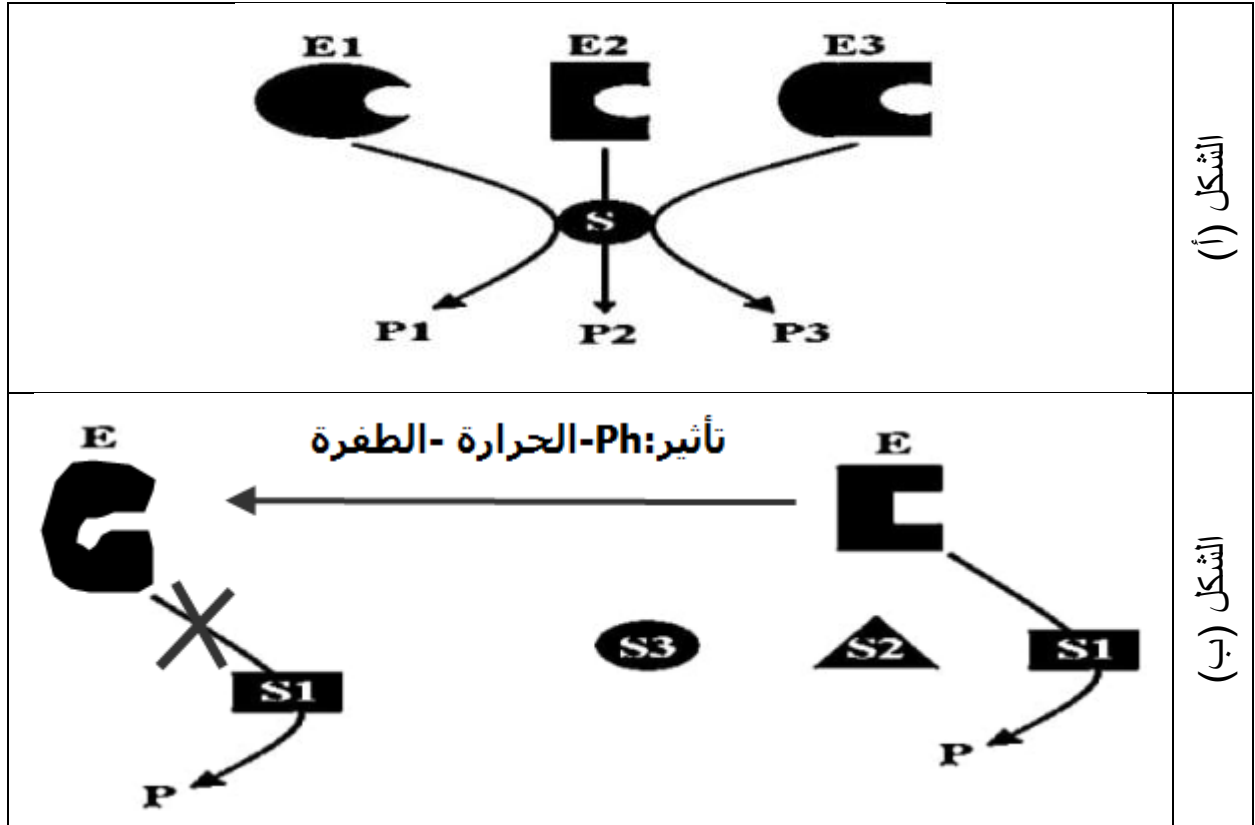 الشكل (أ)
E1 E2 E3
S
P1 P2 P3
الشكل (ب)
تأثير:Ph-الحرارة -الطفرة
E E
S1 S2 S3
S1
P
P